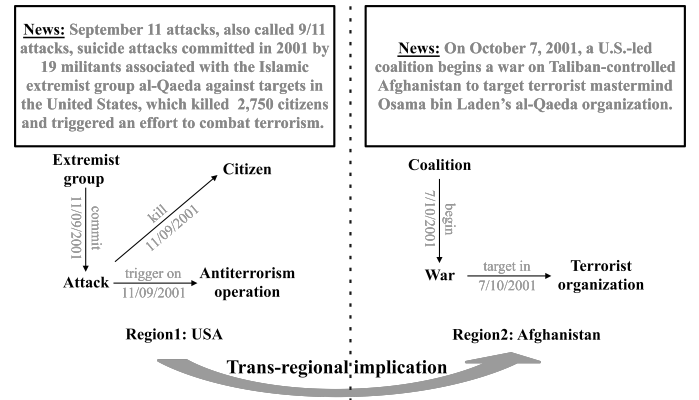 News: September 11 attacks, also called 9/11
attacks, suicide attacks committed in 2001 by
19 militants associated with the Islamic
extremist group al-Qaeda against targets in
the United States, which killed 2,750 citizens
and triggered an effort to combat terrorism.
News: On October 7, 2001, a U.S.-led
coalition begins a war on Taliban-controlled
Afghanistan to target terrorist mastermind
Osama bin Laden's al-Qaeda organization.
Extremist
group
Citizen
commit
11/09/2001
kill
11/09/2001
Attack
trigger on
11/09/2001
Antiterrorism
operation
Region1: USA
Coalition
begin
7/10/2001
War
target in
7/10/2001
Terrorist
organization
Region2: Afghanistan
Trans-regional implication